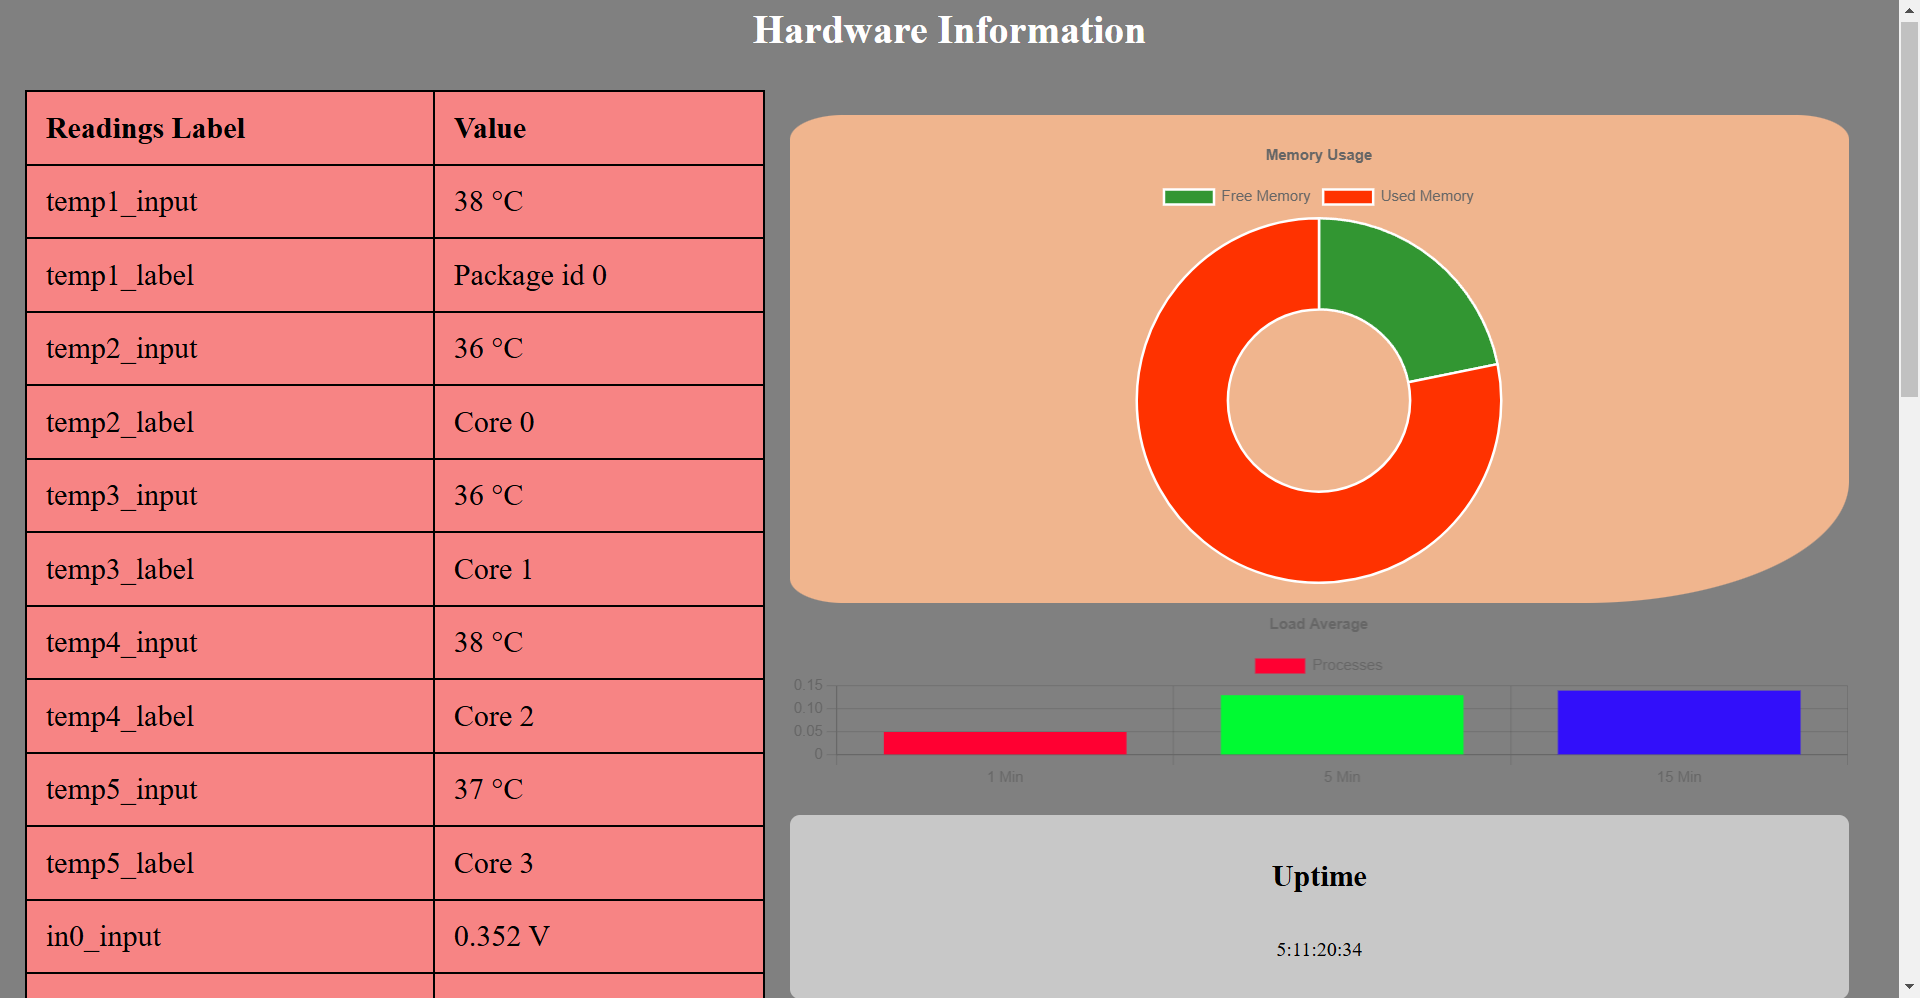 Hardware Information
Readings Label Value
temp1_input 38 °C
temp1_label Package id 0
temp2_input 36 °C
temp2_label Core 0
temp3_input 36 °C
temp3_label Core 1
temp4_input 38 °C
temp4_label Core 2
temp5_input 37 °C
temp5_label Core 3
in0_input 0.352 V
Memory Usage
Free Memory Used Memory
Load Average
Processes
0.15
0.10
0.05
0
1 Min 5 Min 15 Min
Uptime
5:11:20:34